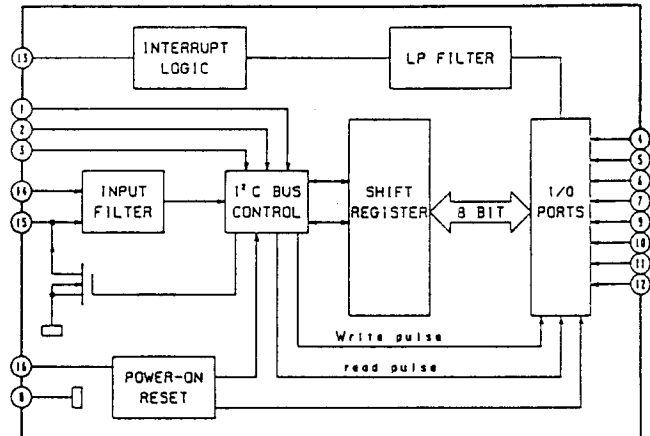 INTERRUPT
LOGIC
LP FILTER
13
1
2
3
4
5
6
7
9
10
11
12
14
15
INPUT
FILTER
I²C BUS
CONTROL
SHIFT
REGISTER
8 BIT
I/O
PORTS
Write pulse
read pulse
16
8
POWER-ON
RESET